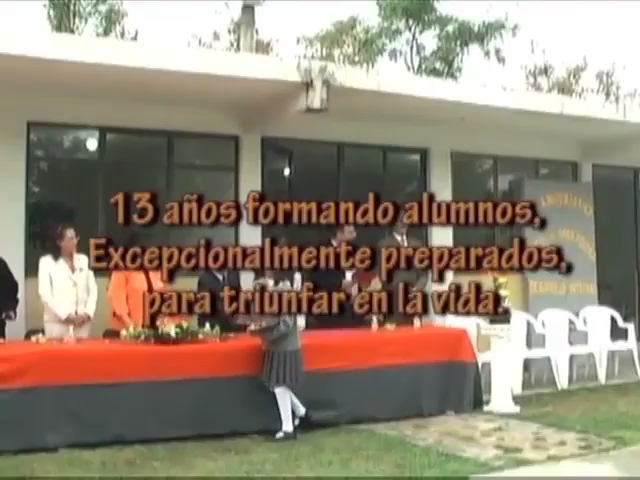 13 años formando alumnos,
Excepcionalmente preparados,
para triunfar en la vida.